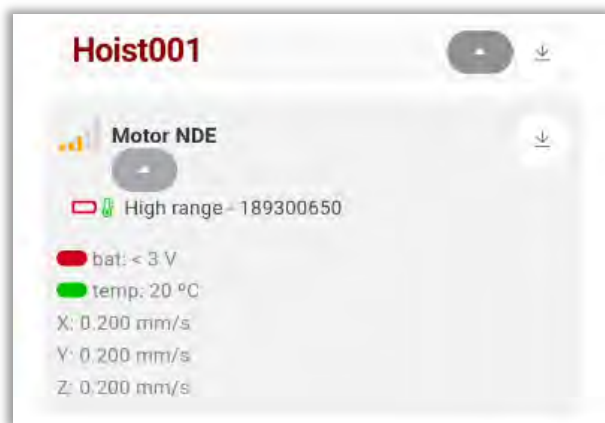 Hoist001
Motor NDE
High range - 189300650
bat: < 3 V
temp: 20 ºC
X: 0.200 mm/s
Y: 0.200 mm/s
Z: 0.200 mm/s